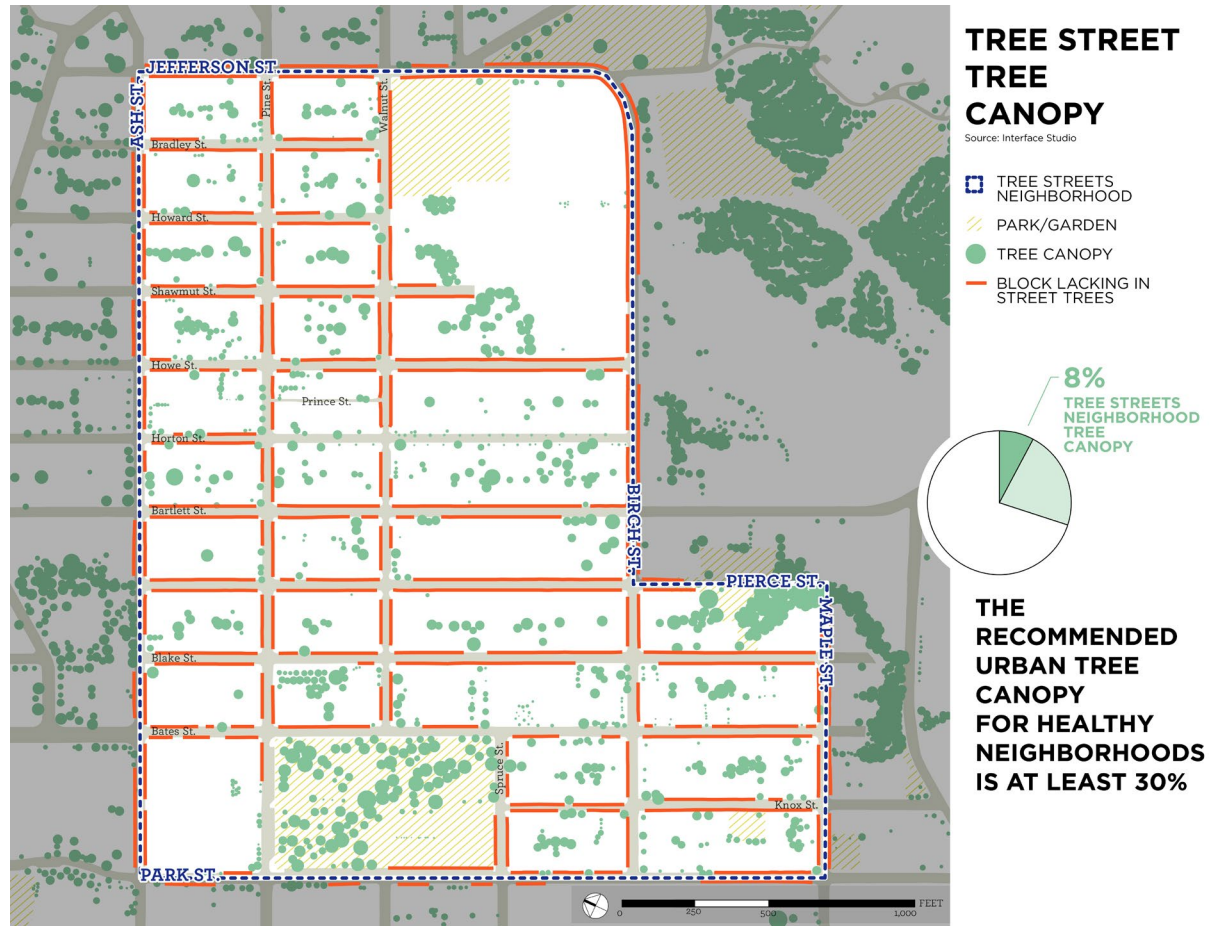 TREE STREET
TREE
CANOPY
Source: Interface Studio
TREE STREETS
NEIGHBORHOOD
PARK/GARDEN
TREE CANOPY
BLOCK LACKING IN
STREET TREES
8%
TREE STREETS
NEIGHBORHOOD
TREE
CANOPY
THE
RECOMMENDED
URBAN TREE
CANOPY
FOR HEALTHY
NEIGHBORHOODS
IS AT LEAST 30%
JEFFERSON ST.
ASH ST.
Pine St.
Walnut St.
Bradley St.
Howard St.
Shawmut St.
Howe St.
Prince St.
Horton St.
Bartlett St.
BIRCH ST.
PIERCE ST.
MAPLE ST.
Blake St.
Bates St.
Spruce St.
Knox St.
PARK ST.
0 250 500 1,000 FEET